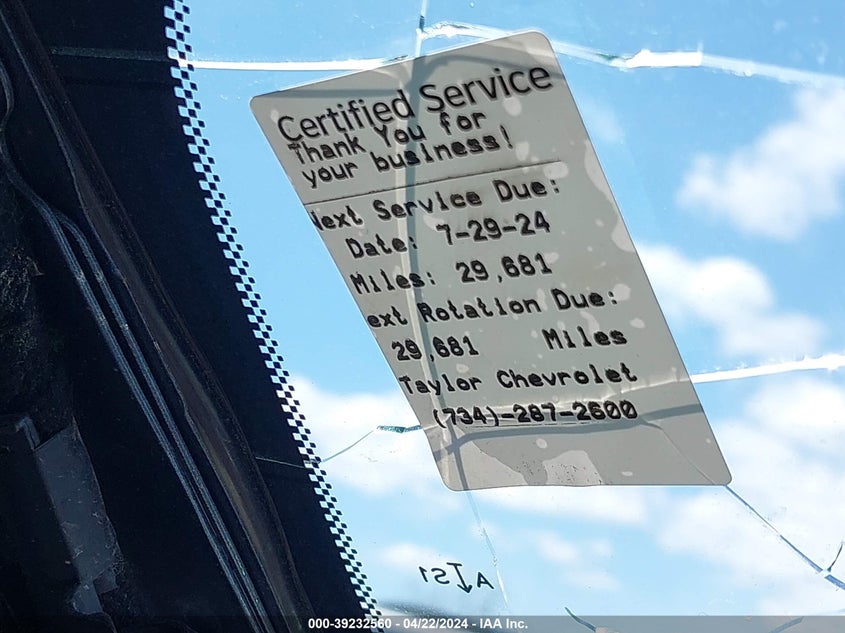 Certified Service
Thank You for
your business!
Next Service Due:
Date: 7-29-24
Miles: 29,681
ext Rotation Due:
29,681 Miles
Taylor Chevrolet
(734)-287-2600
AS1
000-39232560 - 04/22/2024 - IAA Inc.